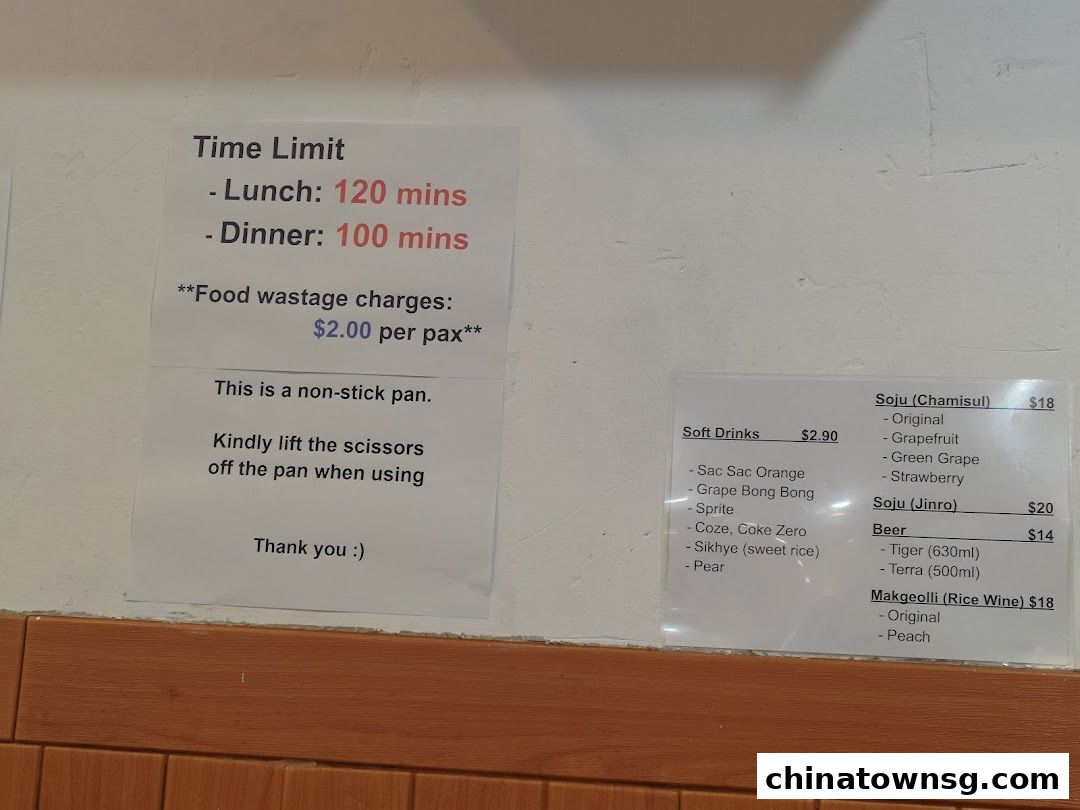 Time Limit
- Lunch: 120 mins
- Dinner: 100 mins
**Food wastage charges:
$2.00 per pax**
This is a non-stick pan.
Kindly lift the scissors
off the pan when using
Thank you :)
Soft Drinks $2.90
- Sac Sac Orange
- Grape Bong Bong
- Sprite
- Coze, Coke Zero
- Sikhye (sweet rice)
- Pear
Soju (Chamisul) $18
- Original
- Grapefruit
- Green Grape
- Strawberry
Soju (Jinro) $20
Beer $14
- Tiger (630ml)
- Terra (500ml)
Makgeolli (Rice Wine) $18
- Original
- Peach
chinatownsg.com